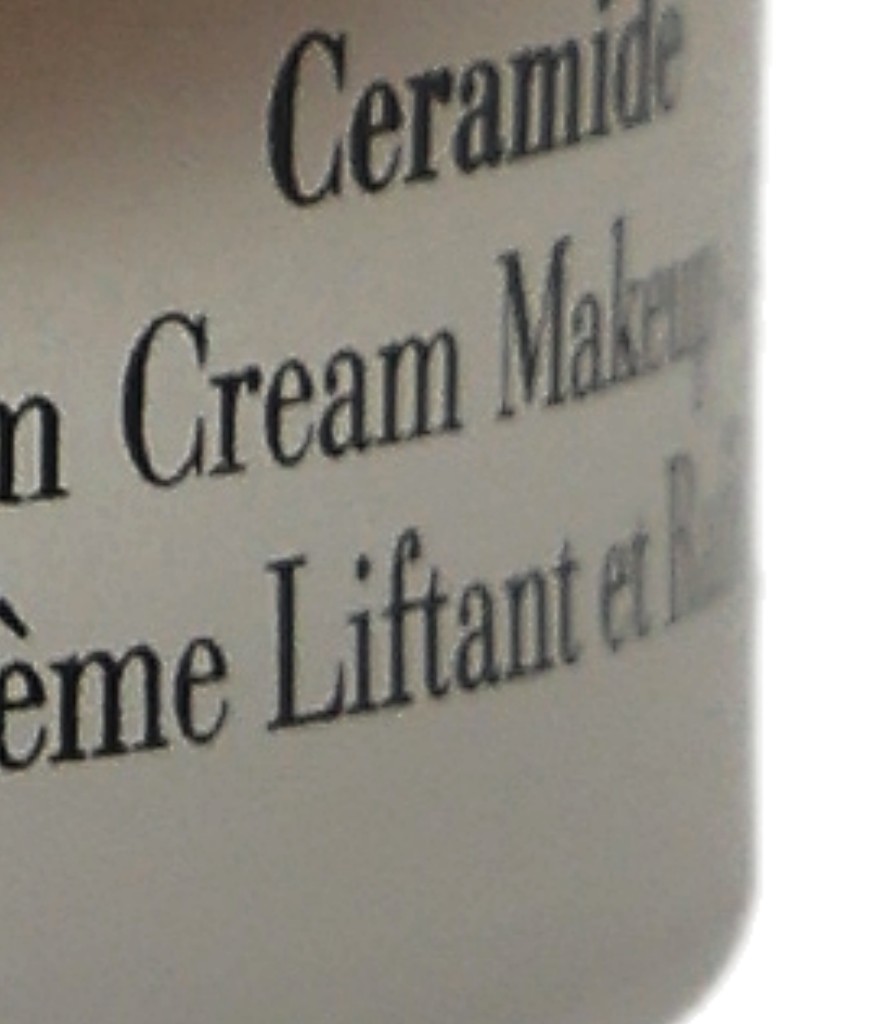 Ceramide
n Cream Makeup
ème Liftant et